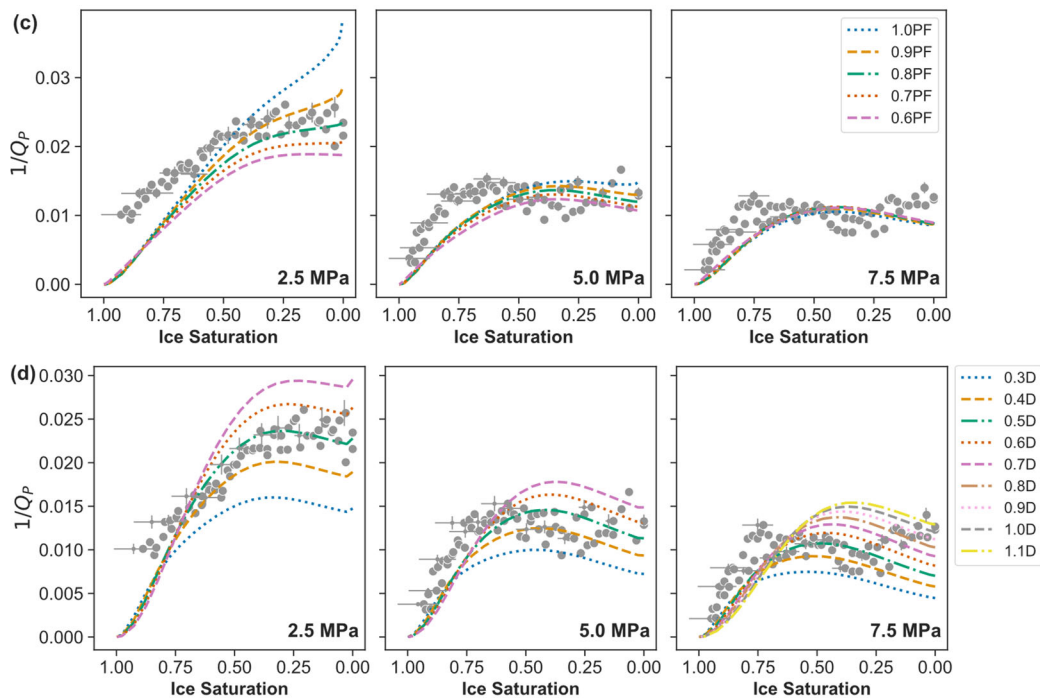 (c)
1.0PF
0.9PF
0.8PF
0.7PF
0.6PF
0.03
0.02
0.01
0.00
1/Q_P
2.5 MPa
5.0 MPa
7.5 MPa
1.00 0.75 0.50 0.25 0.00
1.00 0.75 0.50 0.25 0.00
1.00 0.75 0.50 0.25 0.00
Ice Saturation
Ice Saturation
Ice Saturation
(d)
0.3D
0.4D
0.5D
0.6D
0.7D
0.8D
0.9D
1.0D
1.1D
0.030
0.025
0.020
0.015
0.010
0.005
0.000
1/Q_P
2.5 MPa
5.0 MPa
7.5 MPa
1.00 0.75 0.50 0.25 0.00
1.00 0.75 0.50 0.25 0.00
1.00 0.75 0.50 0.25 0.00
Ice Saturation
Ice Saturation
Ice Saturation